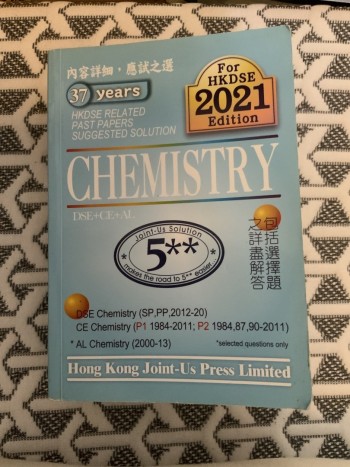 內容詳細，應試之選
37 years
HKDSE RELATED
PAST PAPERS
SUGGESTED SOLUTION
For
HKDSE
2021
Edition
CHEMISTRY
DSE+CE+AL
Joint-Us Solution
5**
makes the road to 5** easier
包括選擇題
之詳盡解答
DSE Chemistry (SP,PP,2012-20)
CE Chemistry (P1 1984-2011; P2 1984,87,90-2011)
* AL Chemistry (2000-13)
*selected questions only
Hong Kong Joint-Us Press Limited